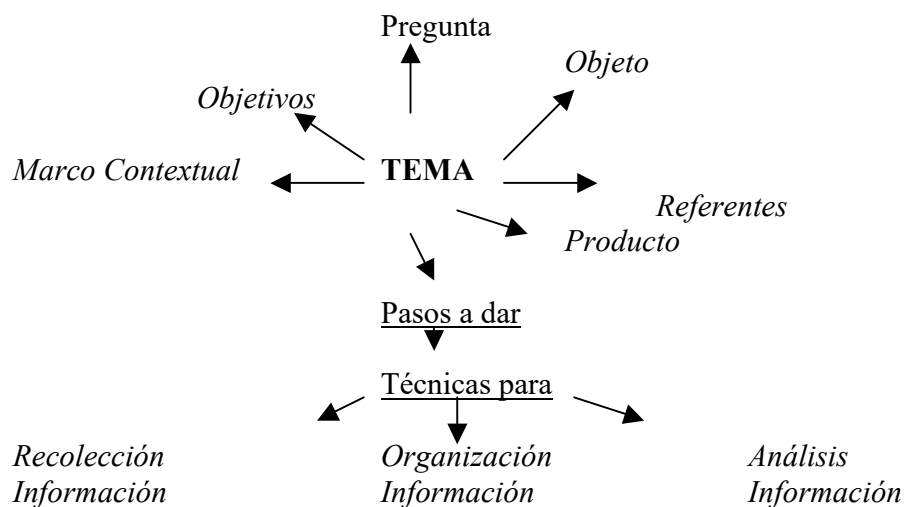 Pregunta
Objeto
Objetivos
Marco Contextual
TEMA
Referentes
Producto
Pasos a dar
Técnicas para
Recolección Organización Análisis
Información Información Información